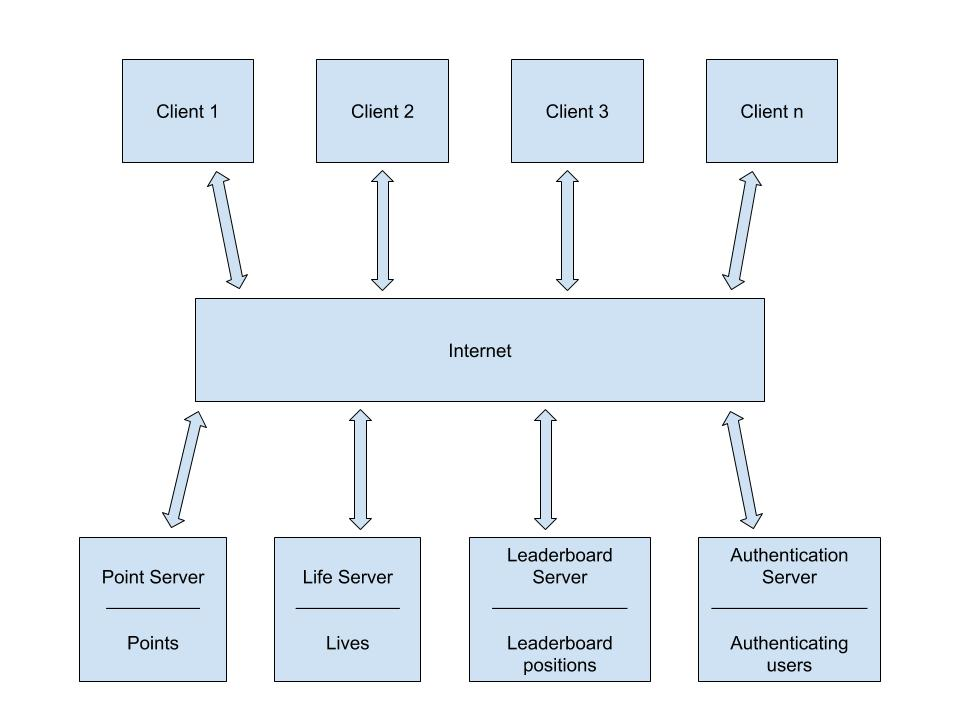 Client 1
Client 2
Client 3
Client n
Internet
Point Server
Points
Life Server
Lives
Leaderboard
Server
Leaderboard
positions
Authentication
Server
Authenticating
users